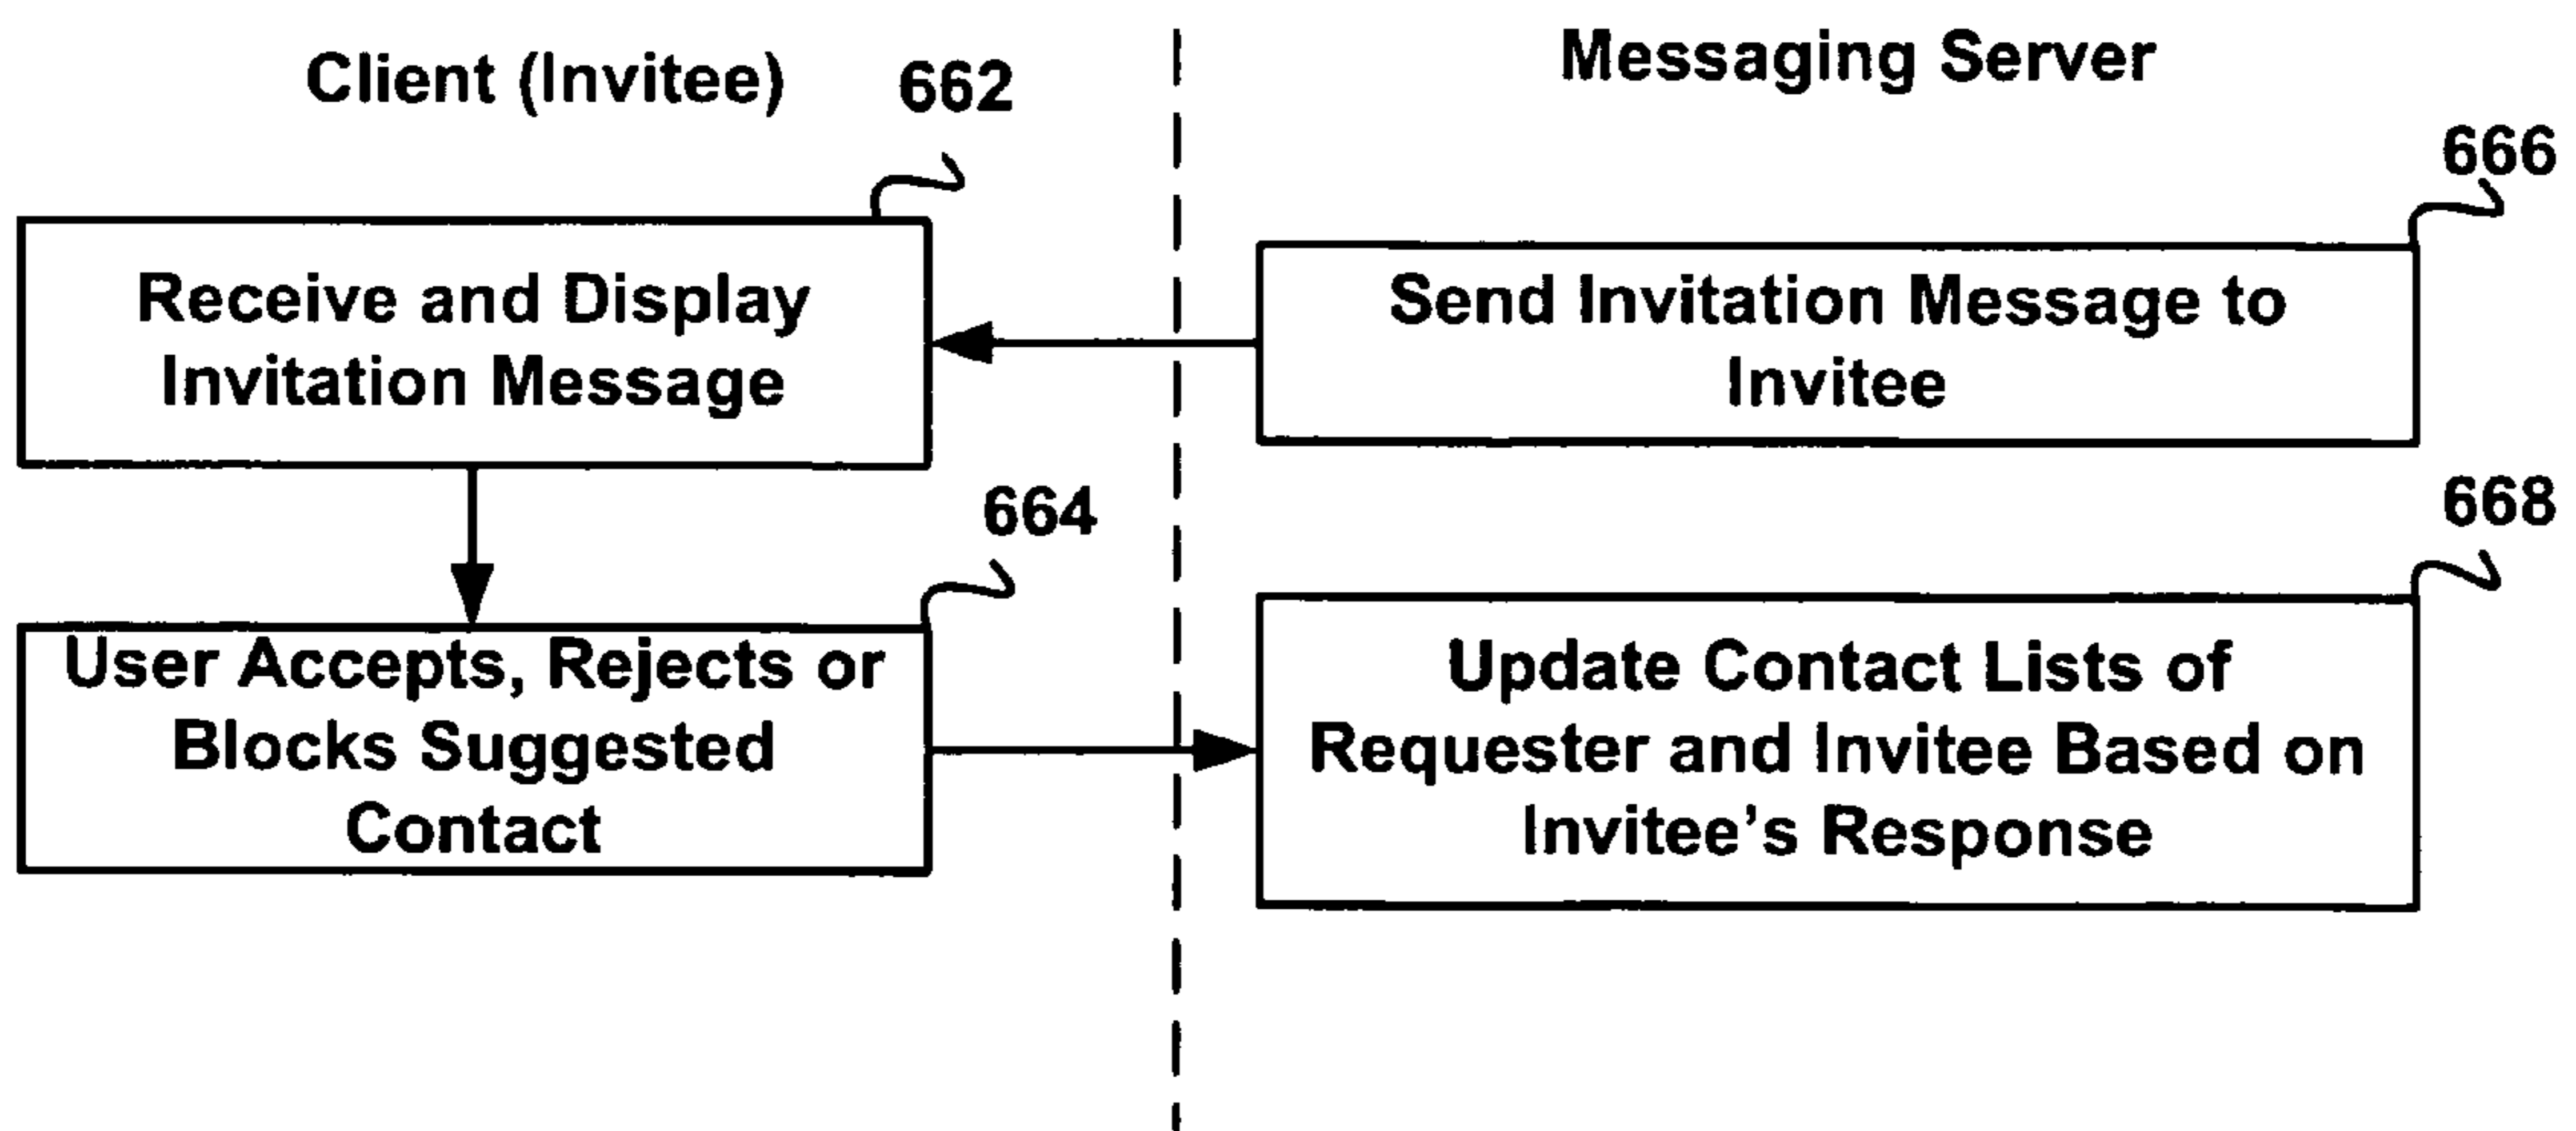 Client (Invitee)
662
Messaging Server
666
Receive and Display
Invitation Message
Send Invitation Message to
Invitee
664
668
User Accepts, Rejects or
Blocks Suggested
Contact
Update Contact Lists of
Requester and Invitee Based on
Invitee’s Response